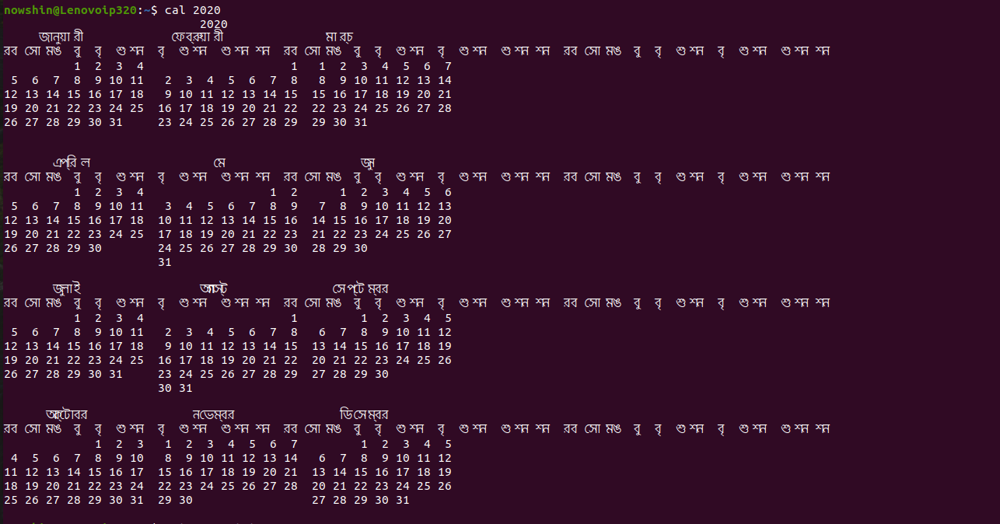 nowshin@Lenovoip320:~$ cal 2020
2020
জানুয়ারী ফেব্রুয়ারী মার্চ
রব সো মঙ বু বৃ শু শন বৃ শু শন শু শন শন রব সো মঙ বু বৃ শু শন বৃ শু শন শু শন শন রব সো মঙ বু বৃ শু শন বৃ শু শন শু শন শন
1 2 3 4 1 1 2 3 4 5 6 7
5 6 7 8 9 10 11 2 3 4 5 6 7 8 8 9 10 11 12 13 14
12 13 14 15 16 17 18 9 10 11 12 13 14 15 15 16 17 18 19 20 21
19 20 21 22 23 24 25 16 17 18 19 20 21 22 22 23 24 25 26 27 28
26 27 28 29 30 31 23 24 25 26 27 28 29 29 30 31
এপ্রিল মে জুন
রব সো মঙ বু বৃ শু শন বৃ শু শন শু শন শন রব সো মঙ বু বৃ শু শন বৃ শু শন শু শন শন রব সো মঙ বু বৃ শু শন বৃ শু শন শু শন শন
1 2 3 4 1 2 1 2 3 4 5 6
5 6 7 8 9 10 11 3 4 5 6 7 8 9 7 8 9 10 11 12 13
12 13 14 15 16 17 18 10 11 12 13 14 15 16 14 15 16 17 18 19 20
19 20 21 22 23 24 25 17 18 19 20 21 22 23 21 22 23 24 25 26 27
26 27 28 29 30 24 25 26 27 28 29 30 28 29 30
31
জুলাই আগস্ট সেপ্টেম্বর
রব সো মঙ বু বৃ শু শন বৃ শু শন শু শন শন রব সো মঙ বু বৃ শু শন বৃ শু শন শু শন শন রব সো মঙ বু বৃ শু শন বৃ শু শন শু শন শন
1 2 3 4 1 1 2 3 4 5
5 6 7 8 9 10 11 2 3 4 5 6 7 8 6 7 8 9 10 11 12
12 13 14 15 16 17 18 9 10 11 12 13 14 15 13 14 15 16 17 18 19
19 20 21 22 23 24 25 16 17 18 19 20 21 22 20 21 22 23 24 25 26
26 27 28 29 30 31 23 24 25 26 27 28 29 27 28 29 30
30 31
অক্টোবর নভেম্বর ডিসেম্বর
রব সো মঙ বু বৃ শু শন বৃ শু শন শু শন শন রব সো মঙ বু বৃ শু শন বৃ শু শন শু শন শন রব সো মঙ বু বৃ শু শন বৃ শু শন শু শন শন
1 2 3 1 2 3 4 5 6 7 1 2 3 4 5
4 5 6 7 8 9 10 8 9 10 11 12 13 14 6 7 8 9 10 11 12
11 12 13 14 15 16 17 15 16 17 18 19 20 21 13 14 15 16 17 18 19
18 19 20 21 22 23 24 22 23 24 25 26 27 28 20 21 22 23 24 25 26
25 26 27 28 29 30 31 29 30 27 28 29 30 31